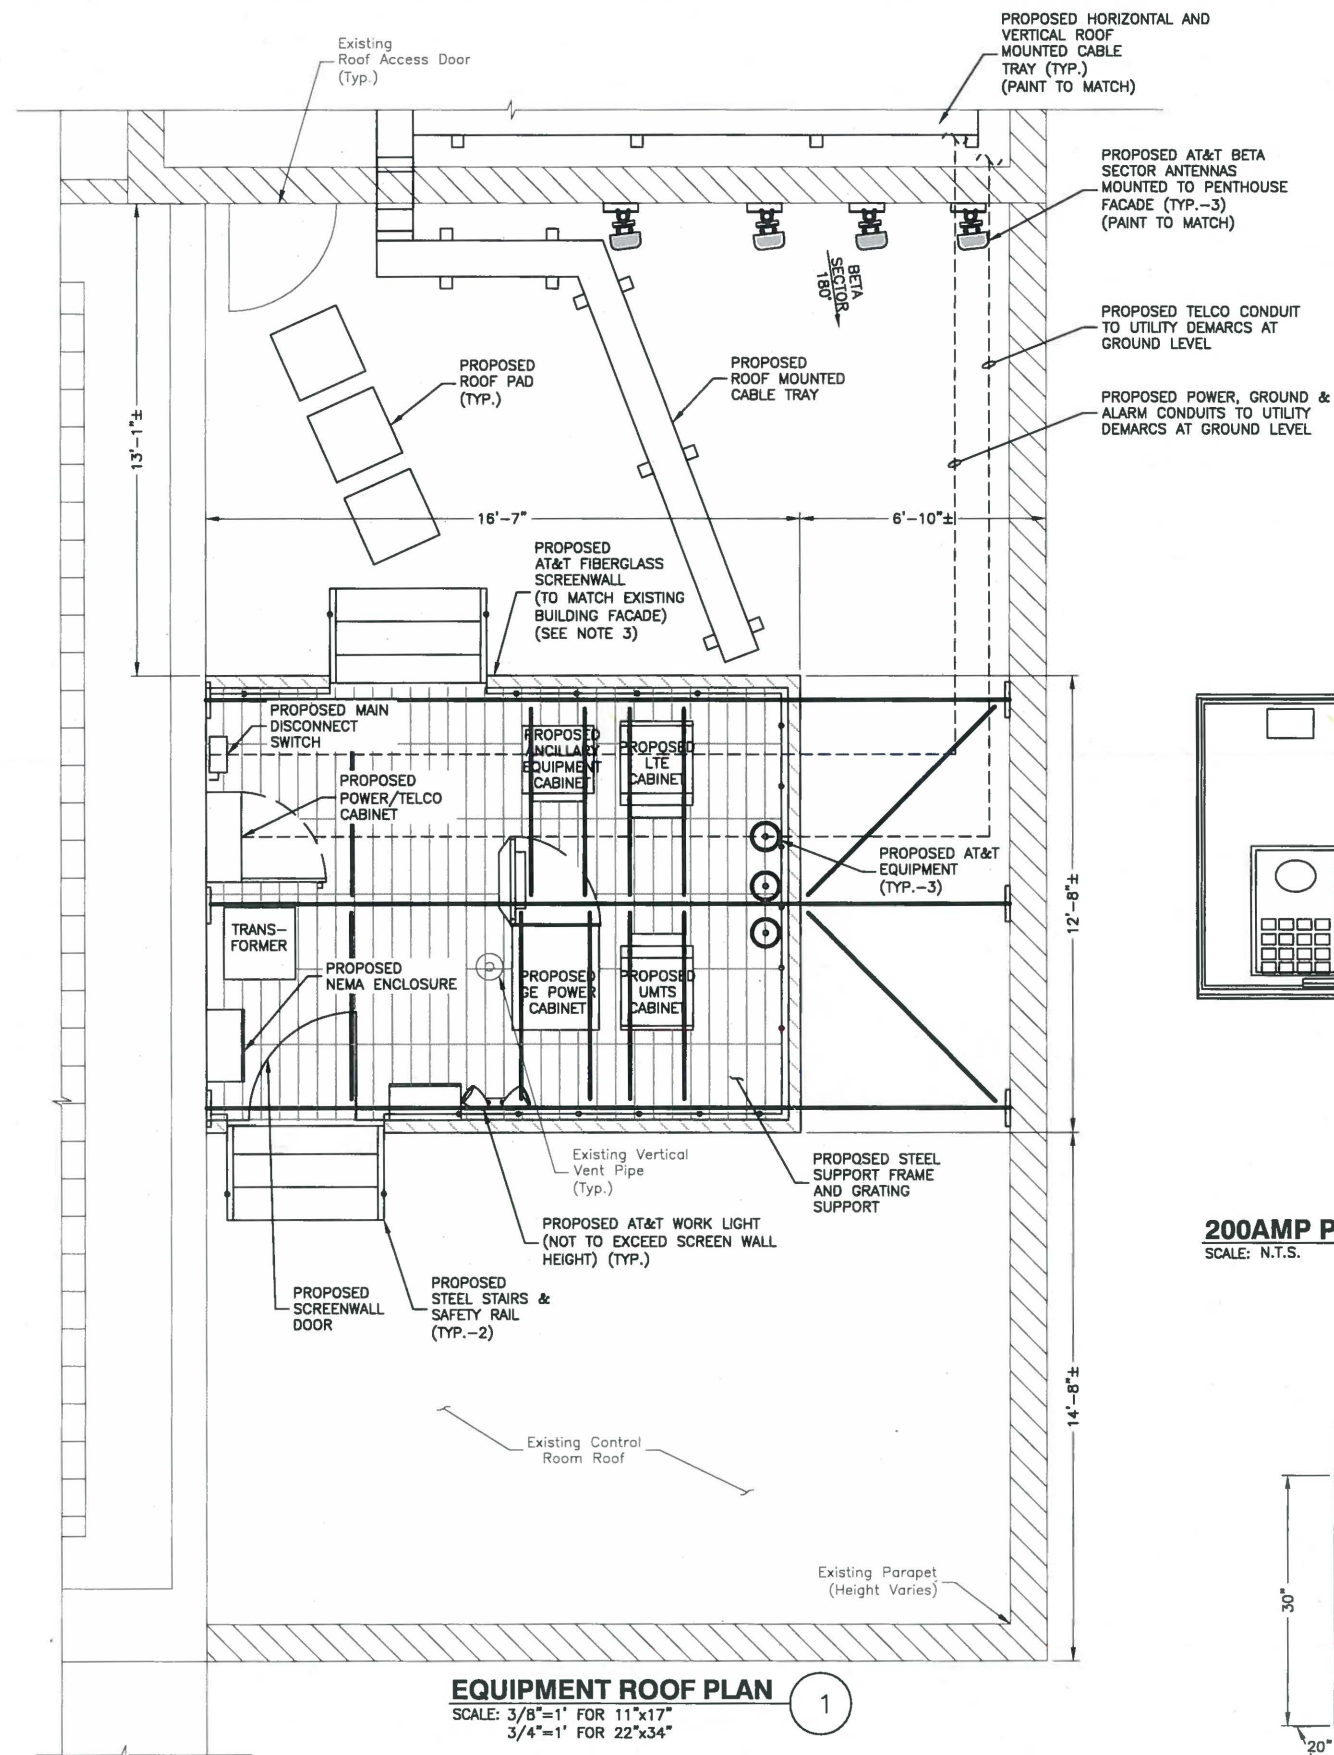 Existing
Roof Access Door
(Typ.)
PROPOSED HORIZONTAL AND
VERTICAL ROOF
MOUNTED CABLE
TRAY (TYP.)
(PAINT TO MATCH)
PROPOSED AT&T BETA
SECTOR ANTENNAS
MOUNTED TO PENTHOUSE
FACADE (TYP.-3)
(PAINT TO MATCH)
BETA
SECTOR
180°
PROPOSED TELCO CONDUIT
TO UTILITY DEMARCS AT
GROUND LEVEL
PROPOSED
ROOF PAD
(TYP.)
PROPOSED
ROOF MOUNTED
CABLE TRAY
PROPOSED POWER, GROUND &
ALARM CONDUITS TO UTILITY
DEMARCS AT GROUND LEVEL
13'-1"±
16'-7"
6'-10"±
PROPOSED
AT&T FIBERGLASS
SCREENWALL
(TO MATCH EXISTING
BUILDING FACADE)
(SEE NOTE 3)
PROPOSED MAIN
DISCONNECT
SWITCH
PROPOSED
ANCILLARY
EQUIPMENT
CABINET
PROPOSED
LTE
CABINET
PROPOSED
POWER/TELCO
CABINET
PROPOSED AT&T
EQUIPMENT
(TYP.-3)
12'-8"±
TRANS-
FORMER
PROPOSED
NEMA ENCLOSURE
PROPOSED
GE POWER
CABINET
PROPOSED
UMTS
CABINET
Existing Vertical
Vent Pipe
(Typ.)
PROPOSED STEEL
SUPPORT FRAME
AND GRATING
SUPPORT
PROPOSED AT&T WORK LIGHT
(NOT TO EXCEED SCREEN WALL
HEIGHT) (TYP.)
200AMP P
SCALE: N.T.S.
PROPOSED
SCREENWALL
DOOR
PROPOSED
STEEL STAIRS &
SAFETY RAIL
(TYP.-2)
14'-8"±
Existing Control
Room Roof
Existing Parapet
(Height Varies)
30"
20"
EQUIPMENT ROOF PLAN
1
SCALE: 3/8"=1' FOR 11"x17"
3/4"=1' FOR 22"x34"